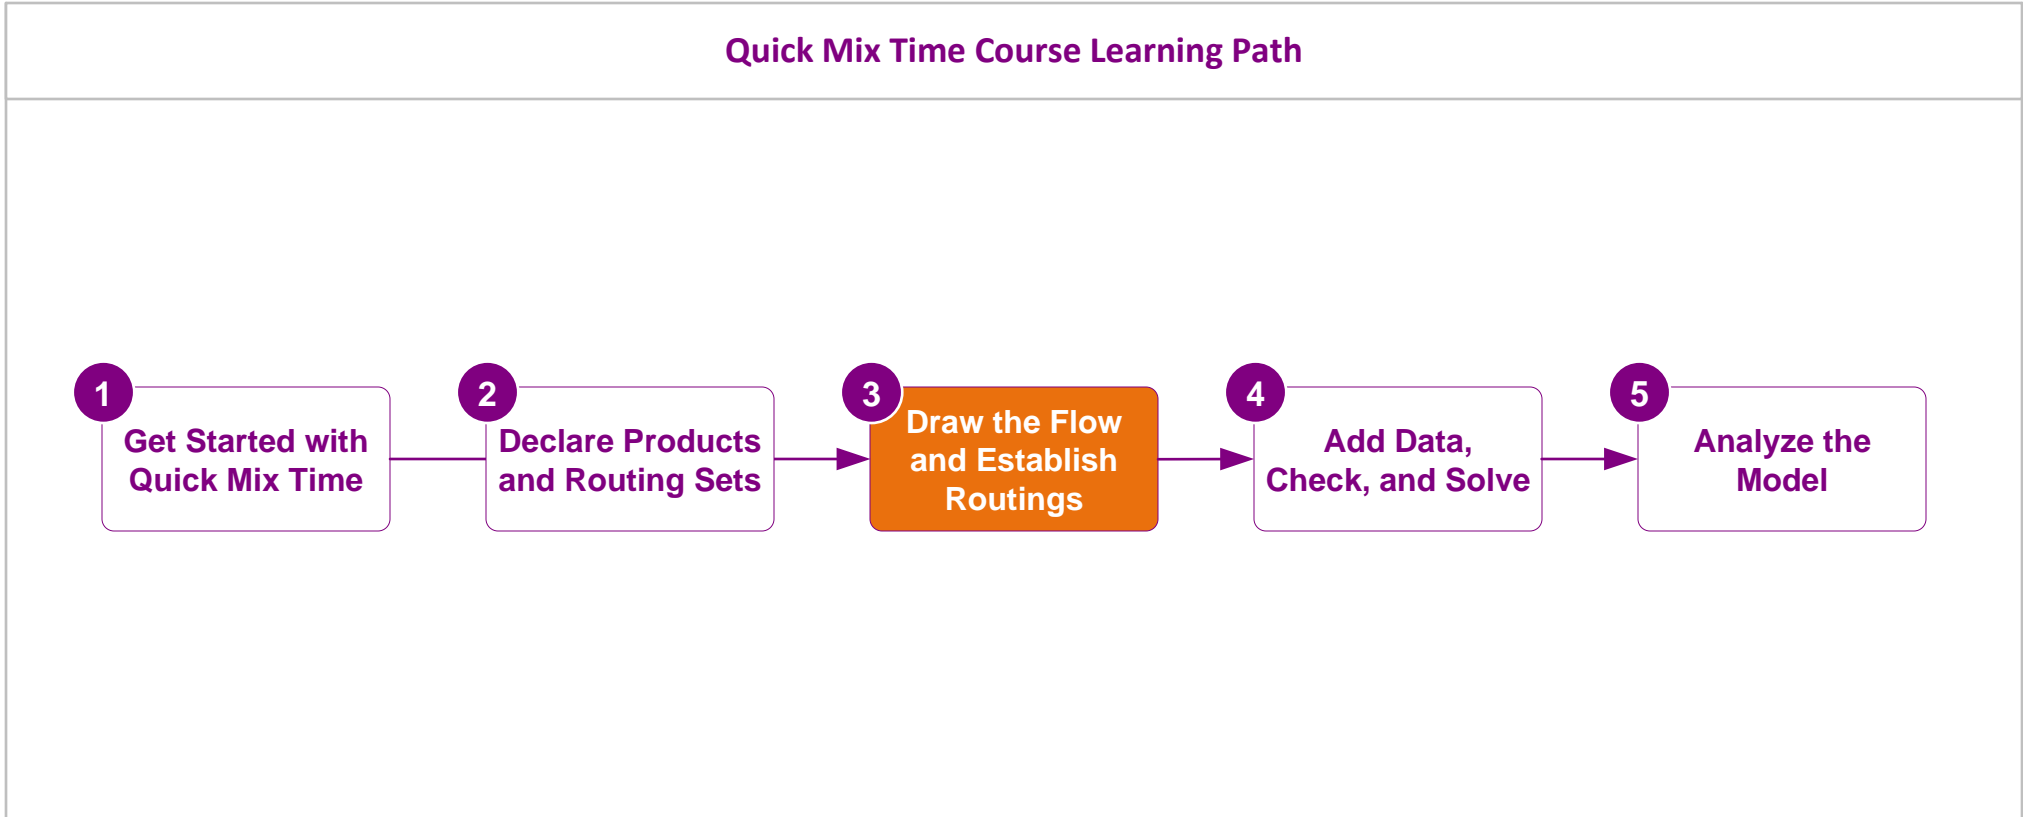 Quick Mix Time Course Learning Path
1
Get Started with
Quick Mix Time
2
Declare Products
and Routing Sets
3
Draw the Flow
and Establish
Routings
4
Add Data,
Check, and Solve
5
Analyze the
Model